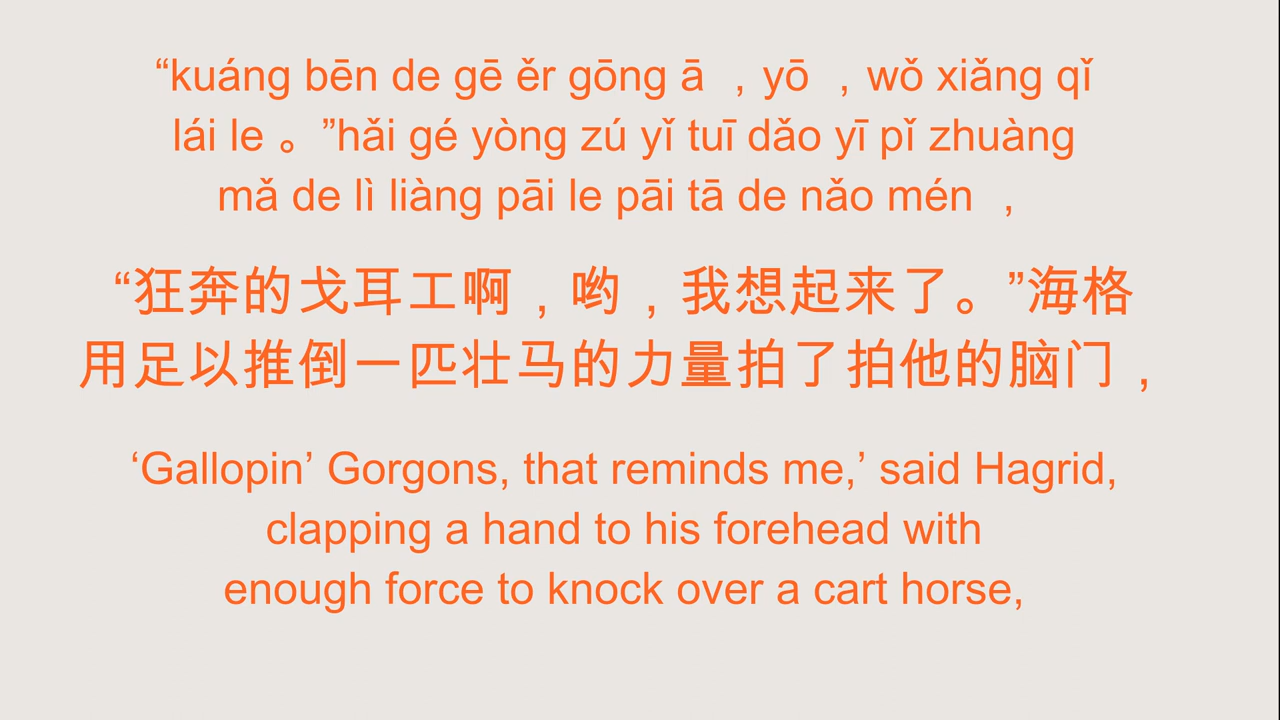 “kuáng bēn de gē ěr gōng ā ，yō ，wǒ xiǎng qǐ
lái le 。”hǎi gé yòng zú yǐ tuī dǎo yī pǐ zhuàng
mǎ de lì liàng pāi le pāi tā de nǎo mén ，
“狂奔的戈耳工啊，哟，我想起来了。”海格
用足以推倒一匹壮马的力量拍了拍他的脑门，
‘Gallopin’ Gorgons, that reminds me,’ said Hagrid,
clapping a hand to his forehead with
enough force to knock over a cart horse,